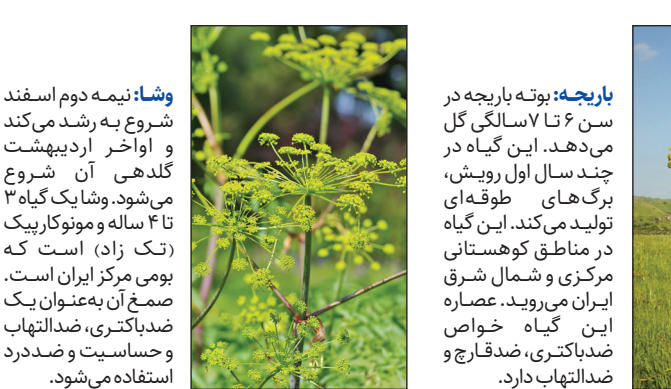 باریجه: بوته باریجه در
سن ۶ تا ۷سالگی گل
می‌دهد. این گیاه در
چند سال اول رویش،
برگ‌های طوقه‌ای
تولید می‌کند. این گیاه
در مناطق کوهستانی
مرکزی و شمال شرق
ایران می‌روید. عصاره
این گیاه خواص
ضدباکتری، ضدقارچ و
ضدالتهاب دارد.
وشا: نیمه دوم اسفند
شروع به رشد می‌کند
و اواخر اردیبهشت
گلدهی آن شروع
می‌شود. وشا یک گیاه ۳
تا ۴ ساله و مونوکارپیک
(تک زاد) است که
بومی مرکز ایران است.
صمغ آن به‌عنوان یک
ضدباکتری، ضدالتهاب
و حساسیت و ضددرد
استفاده می‌شود.